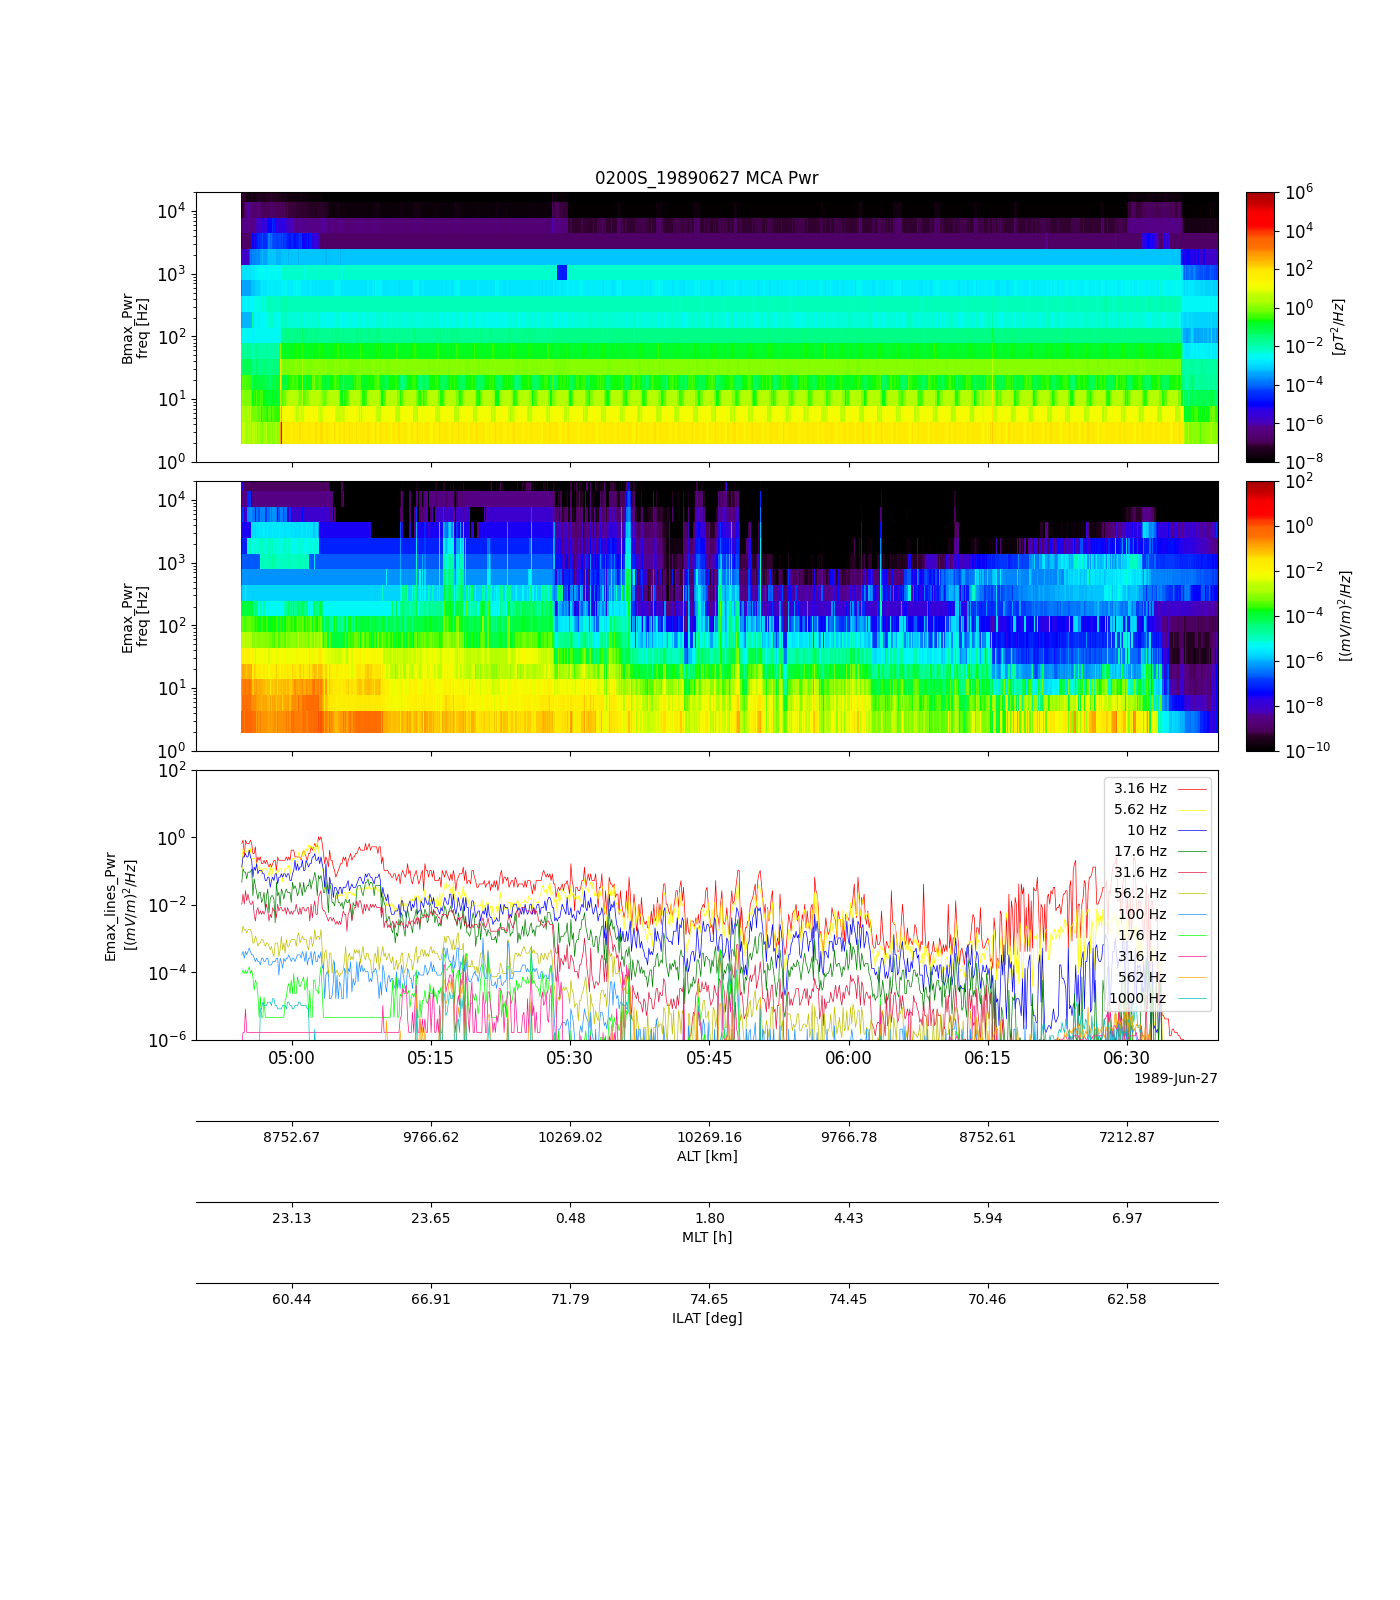 0200S_19890627 MCA Pwr
10^4
10^3
10^2
10^1
10^0
Bmax_Pwr
freq [Hz]
10^6
10^4
10^2
10^0
10^-2
10^-4
10^-6
10^-8
[pT^2/Hz]
10^4
10^3
10^2
10^1
10^0
Emax_Pwr
freq [Hz]
10^2
10^0
10^-2
10^-4
10^-6
10^-8
10^-10
[(mV/m)^2/Hz]
10^2
10^0
10^-2
10^-4
10^-6
Emax_lines_Pwr
[(mV/m)^2/Hz]
3.16 Hz
5.62 Hz
10 Hz
17.6 Hz
31.6 Hz
56.2 Hz
100 Hz
176 Hz
316 Hz
562 Hz
1000 Hz
05:00 05:15 05:30 05:45 06:00 06:15 06:30
1989-Jun-27
8752.67 9766.62 10269.02 10269.16 9766.78 8752.61 7212.87
ALT [km]
23.13 23.65 0.48 1.80 4.43 5.94 6.97
MLT [h]
60.44 66.91 71.79 74.65 74.45 70.46 62.58
ILAT [deg]